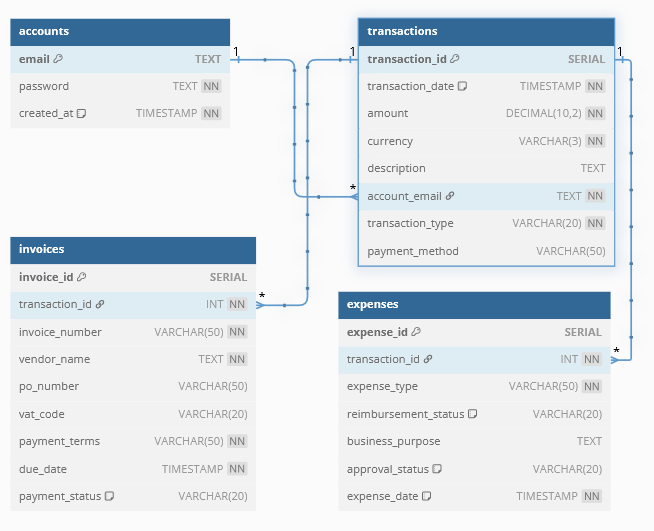 accounts
email TEXT
password TEXT NN
created_at TIMESTAMP NN
1
*
transactions
transaction_id SERIAL
transaction_date TIMESTAMP NN
amount DECIMAL(10,2) NN
currency VARCHAR(3) NN
description TEXT
account_email TEXT NN
transaction_type VARCHAR(20) NN
payment_method VARCHAR(50)
1
1
invoices
invoice_id SERIAL
transaction_id INT NN
invoice_number VARCHAR(50) NN
vendor_name TEXT NN
po_number VARCHAR(50)
vat_code VARCHAR(20)
payment_terms VARCHAR(50) NN
due_date TIMESTAMP NN
payment_status VARCHAR(20)
*
expenses
expense_id SERIAL
transaction_id INT NN
expense_type VARCHAR(50) NN
reimbursement_status VARCHAR(20)
business_purpose TEXT
approval_status VARCHAR(20)
expense_date TIMESTAMP NN
*